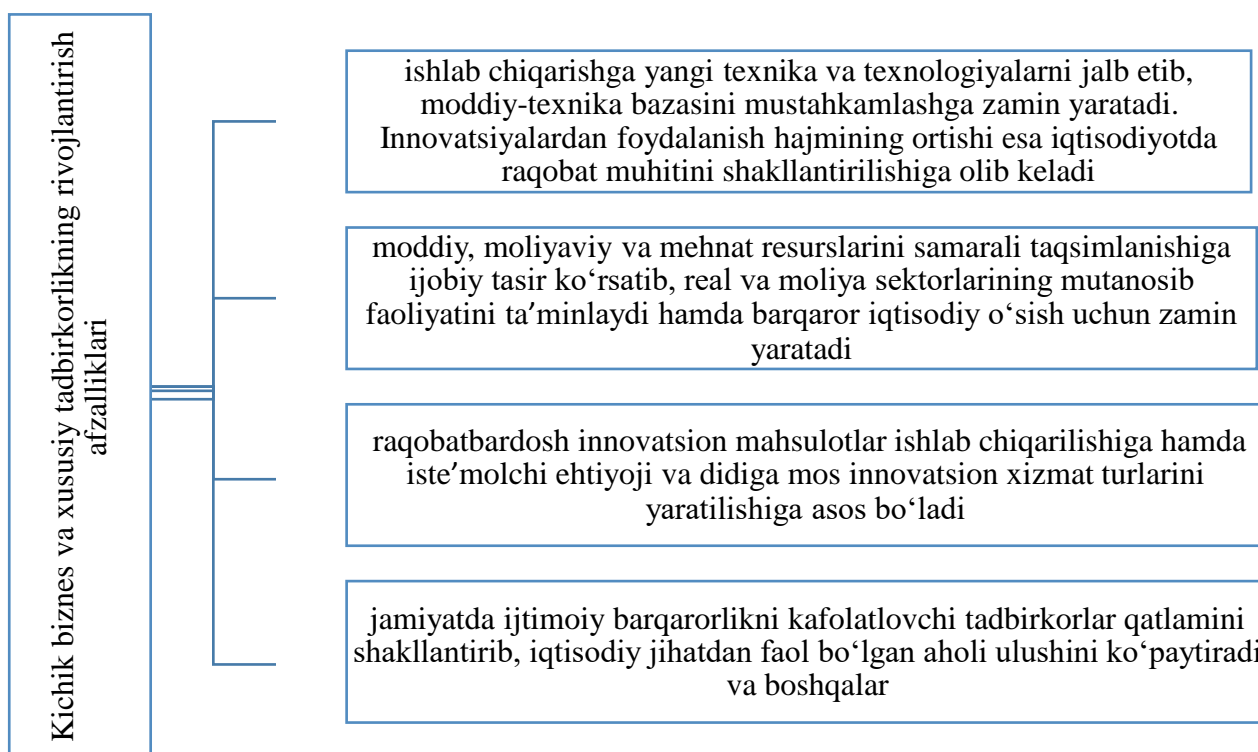 Kichik biznes va xususiy tadbirkorlikning rivojlantirish
afzalliklari
ishlab chiqarishga yangi texnika va texnologiyalarni jalb etib,
moddiy-texnika bazasini mustahkamlashga zamin yaratadi.
Innovatsiyalardan foydalanish hajmining ortishi esa iqtisodiyotda
raqobat muhitini shakllantirilishiga olib keladi
moddiy, moliyaviy va mehnat resurslarini samarali taqsimlanishiga
ijobiy tasir ko‘rsatib, real va moliya sektorlarining mutanosib
faoliyatini ta’minlaydi hamda barqaror iqtisodiy o‘sish uchun zamin
yaratadi
raqobatbardosh innovatsion mahsulotlar ishlab chiqarilishiga hamda
iste’molchi ehtiyoji va didiga mos innovatsion xizmat turlarini
yaratilishiga asos bo‘ladi
jamiyatda ijtimoiy barqarorlikni kafolatlovchi tadbirkorlar qatlamini
shakllantirib, iqtisodiy jihatdan faol bo‘lgan aholi ulushini ko‘paytiradi
va boshqalar